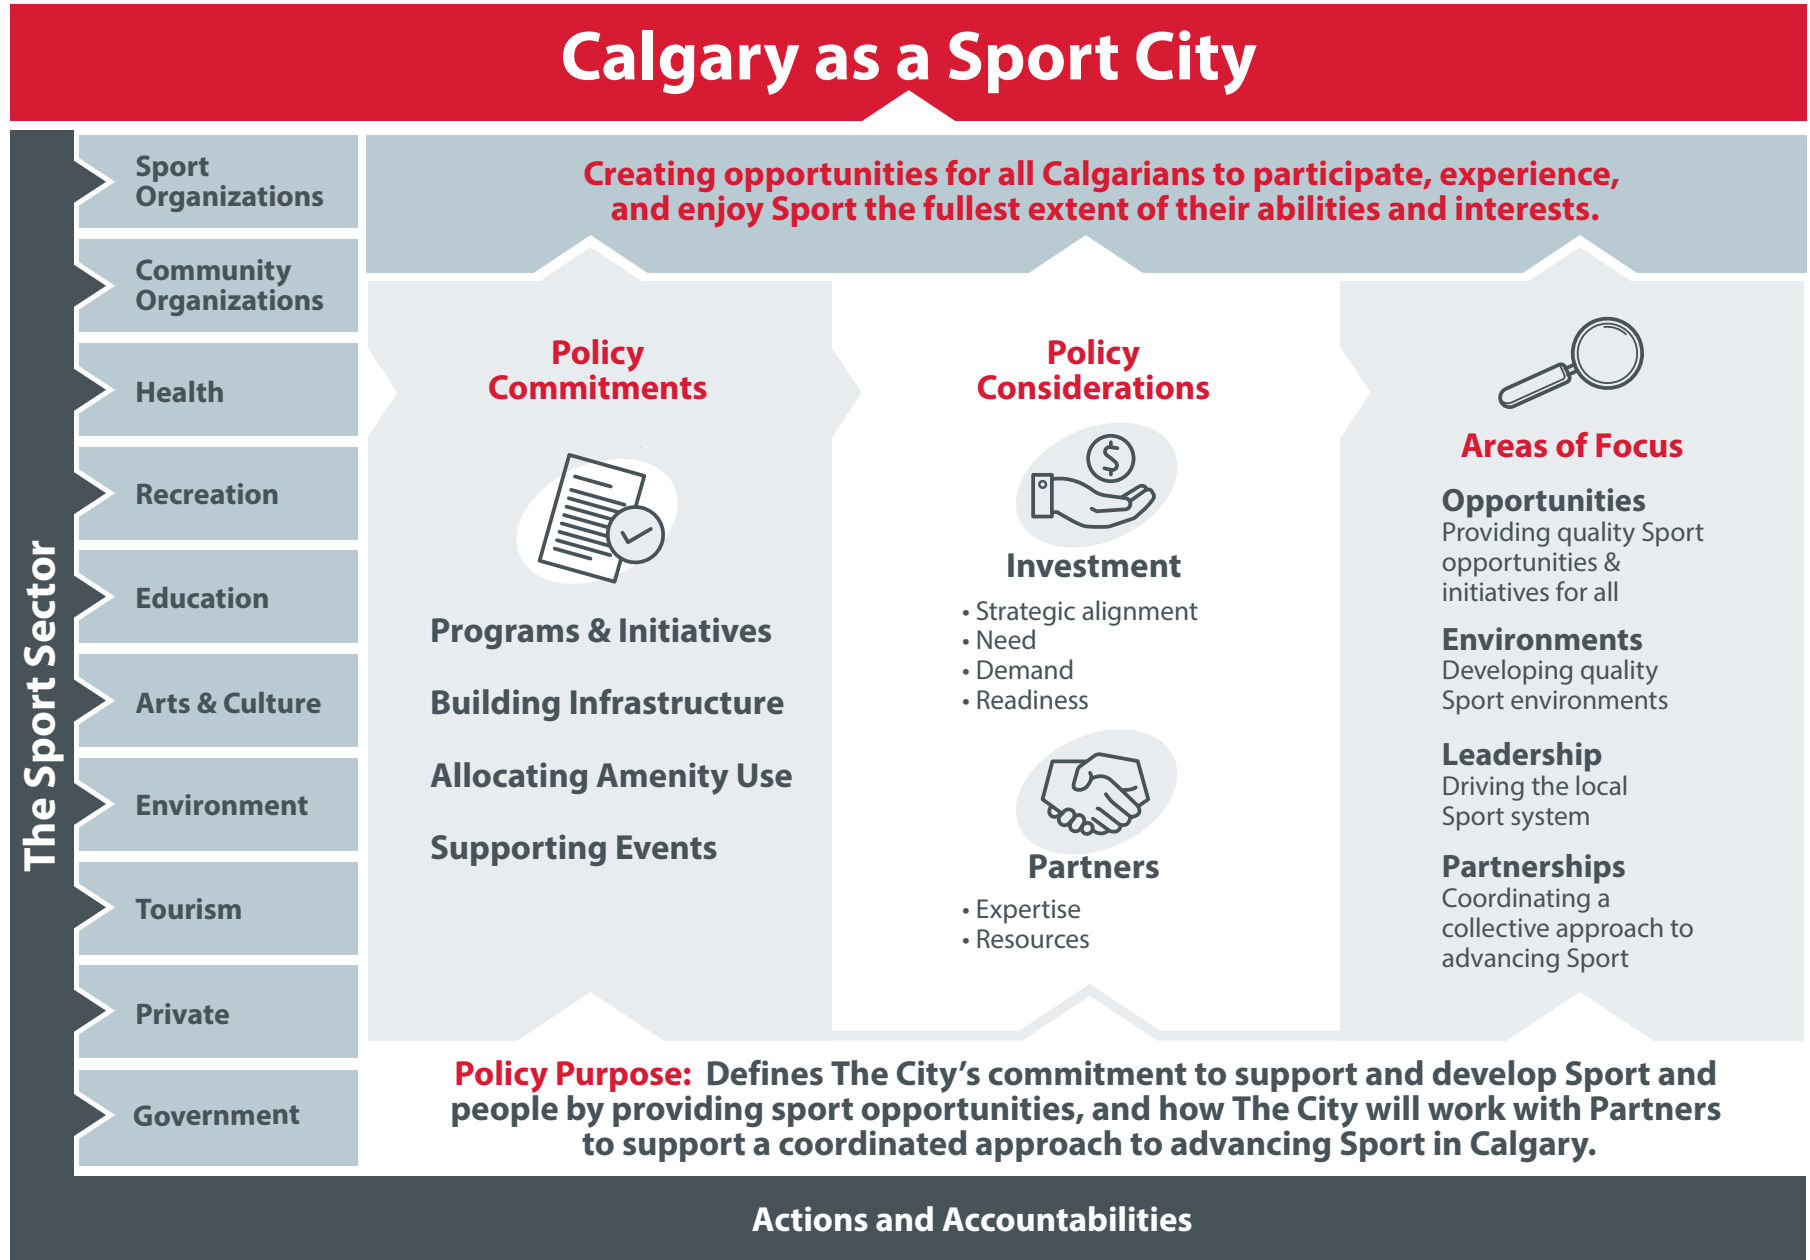 Calgary as a Sport City
The Sport Sector
Sport
Organizations
Community
Organizations
Health
Recreation
Education
Arts & Culture
Environment
Tourism
Private
Government
Creating opportunities for all Calgarians to participate, experience,
and enjoy Sport the fullest extent of their abilities and interests.
Policy
Commitments
Programs & Initiatives
Building Infrastructure
Allocating Amenity Use
Supporting Events
Policy
Considerations
$
Investment
• Strategic alignment
• Need
• Demand
• Readiness
Partners
• Expertise
• Resources
Areas of Focus
Opportunities
Providing quality Sport
opportunities &
initiatives for all
Environments
Developing quality
Sport environments
Leadership
Driving the local
Sport system
Partnerships
Coordinating a
collective approach to
advancing Sport
Policy Purpose: Defines The City's commitment to support and develop Sport and
people by providing sport opportunities, and how The City will work with Partners
to support a coordinated approach to advancing Sport in Calgary.
Actions and Accountabilities